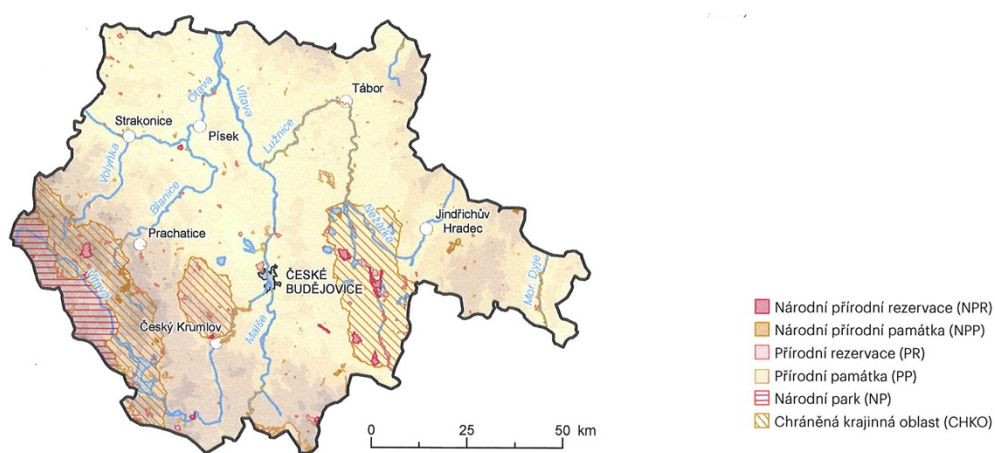 Tábor
Otava
Vltava
Lužnice
Strakonice
Písek
Volyňka
Blanice
Nežárka
Jindřichův
Hradec
Prachatice
Vltava
ČESKÉ
BUDĚJOVICE
Mor. Dyje
Český Krumlov
Malše
Národní přírodní rezervace (NPR)
Národní přírodní památka (NPP)
Přírodní rezervace (PR)
Přírodní památka (PP)
Národní park (NP)
Chráněná krajinná oblast (CHKO)
0 25 50 km